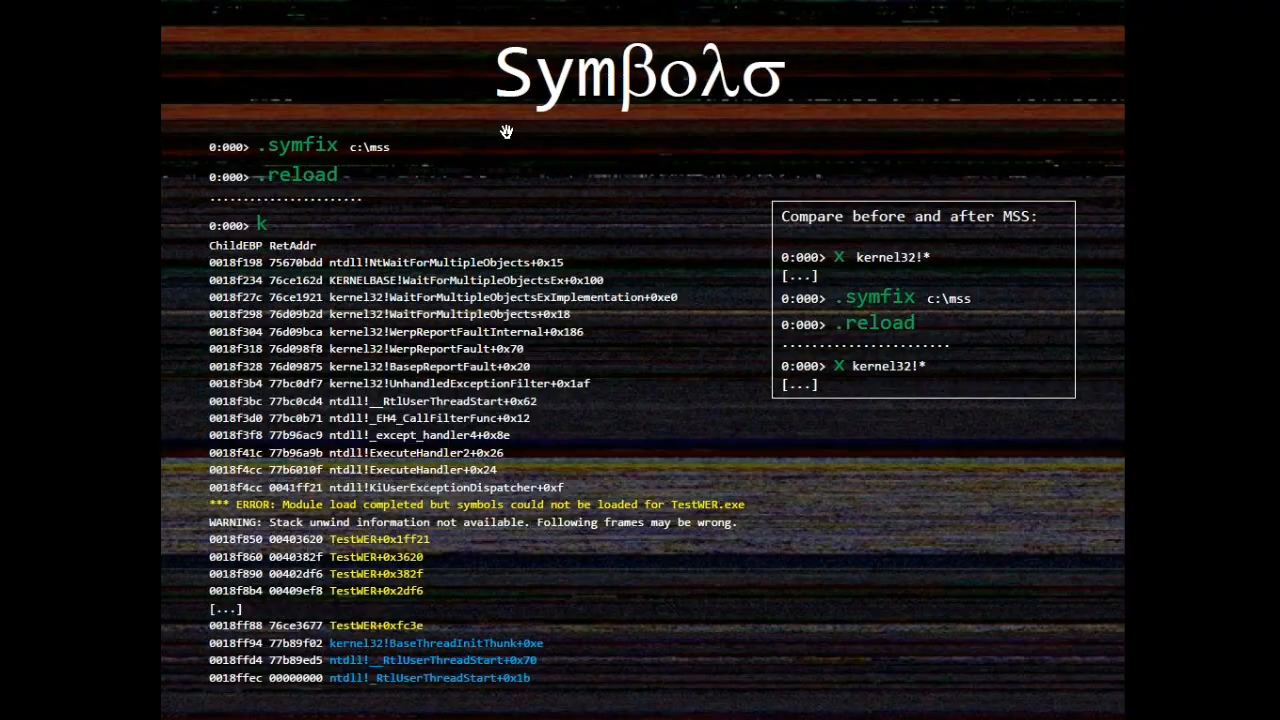 Symβολσ
0:000> .symfix c:\mss
0:000> .reload
.......................
0:000> k
ChildEBP RetAddr
0018f198 75670bdd ntdll!NtWaitForMultipleObjects+0x15
0018f234 76ce162d KERNELBASE!WaitForMultipleObjectsEx+0x100
0018f27c 76ce1921 kernel32!WaitForMultipleObjectsExImplementation+0xe0
0018f298 76d09b2d kernel32!WaitForMultipleObjects+0x18
0018f304 76d09bca kernel32!WerpReportFaultInternal+0x186
0018f318 76d098f8 kernel32!WerpReportFault+0x70
0018f328 76d09875 kernel32!BasepReportFault+0x20
0018f3b4 77bc0df7 kernel32!UnhandledExceptionFilter+0x1af
0018f3bc 77bc0cd4 ntdll!__RtlUserThreadStart+0x62
0018f3d0 77bc0b71 ntdll!_EH4_CallFilterFunc+0x12
0018f3f8 77b96ac9 ntdll!_except_handler4+0x8e
0018f41c 77b96a9b ntdll!ExecuteHandler2+0x26
0018f4cc 77b6010f ntdll!ExecuteHandler+0x24
0018f4cc 0041ff21 ntdll!KiUserExceptionDispatcher+0xf
*** ERROR: Module load completed but symbols could not be loaded for TestWER.exe
WARNING: Stack unwind information not available. Following frames may be wrong.
0018f850 00403620 TestWER+0x1ff21
0018f860 0040382f TestWER+0x3620
0018f890 00402df6 TestWER+0x382f
0018f8b4 00409ef8 TestWER+0x2df6
[...]
0018ff88 76ce3677 TestWER+0xfc3e
0018ff94 77b89f02 kernel32!BaseThreadInitThunk+0xe
0018ffd4 77b89ed5 ntdll!__RtlUserThreadStart+0x70
0018ffec 00000000 ntdll!_RtlUserThreadStart+0x1b
Compare before and after MSS:
0:000> x kernel32!*
[...]
0:000> .symfix c:\mss
0:000> .reload
.......................
0:000> x kernel32!*
[...]